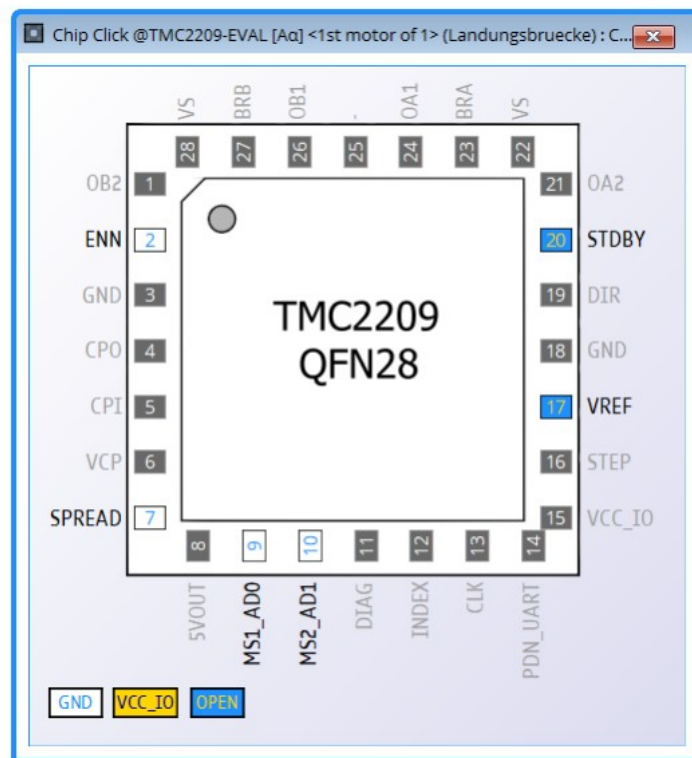 Chip Click @TMC2209-EVAL [Aα] <1st motor of 1> (Landungsbruecke) : C...
VS BRB OB1 - OA1 BRA VS
28 27 26 25 24 23 22
OB2 1 21 OA2
ENN 2 20 STDBY
GND 3 19 DIR
TMC2209
QFN28
CPO 4 18 GND
CPI 5 17 VREF
VCP 6 16 STEP
SPREAD 7 15 VCC_IO
8 9 10 11 12 13 14
5VOUT MS1_AD0 MS2_AD1 DIAG INDEX CLK PDN_UART
GND VCC_IO OPEN